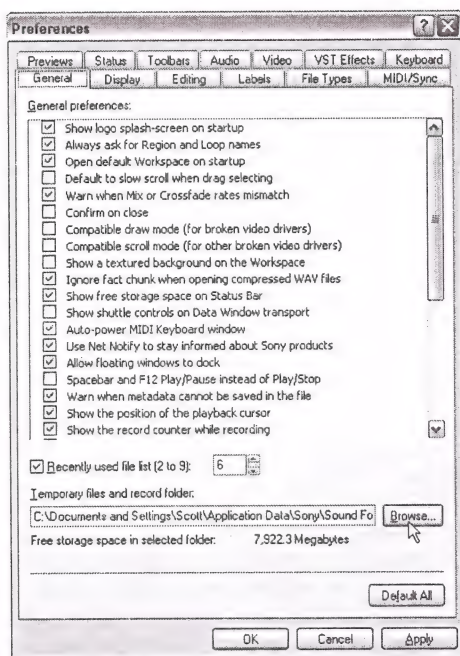 Preferences
Previews Status Toolbars Audio Video VST Effects Keyboard
General Display Editing Labels File Types MIDI/Sync
General preferences:
Show logo splash-screen on startup
Always ask for Region and Loop names
Open default Workspace on startup
Default to slow scroll when drag selecting
Warn when Mix or Crossfade rates mismatch
Confirm on close
Compatible draw mode (for broken video drivers)
Compatible scroll mode (for other broken video drivers)
Show a textured background on the Workspace
Ignore fact chunk when opening compressed WAV files
Show free storage space on Status Bar
Show shuttle controls on Data Window transport
Auto-power MIDI Keyboard window
Use Net Notify to stay informed about Sony products
Allow floating windows to dock
Spacebar and F12 Play/Pause instead of Play/Stop
Warn when metadata cannot be saved in the file
Show the position of the playback cursor
Show the record counter while recording
Recently used file list (2 to 9): 6
Temporary files and record folder:
C:\Documents and Settings\Scott\Application Data\Sony\Sound Fo Browse...
Free storage space in selected folder: 7,922.3 Megabytes
Default All
OK Cancel Apply